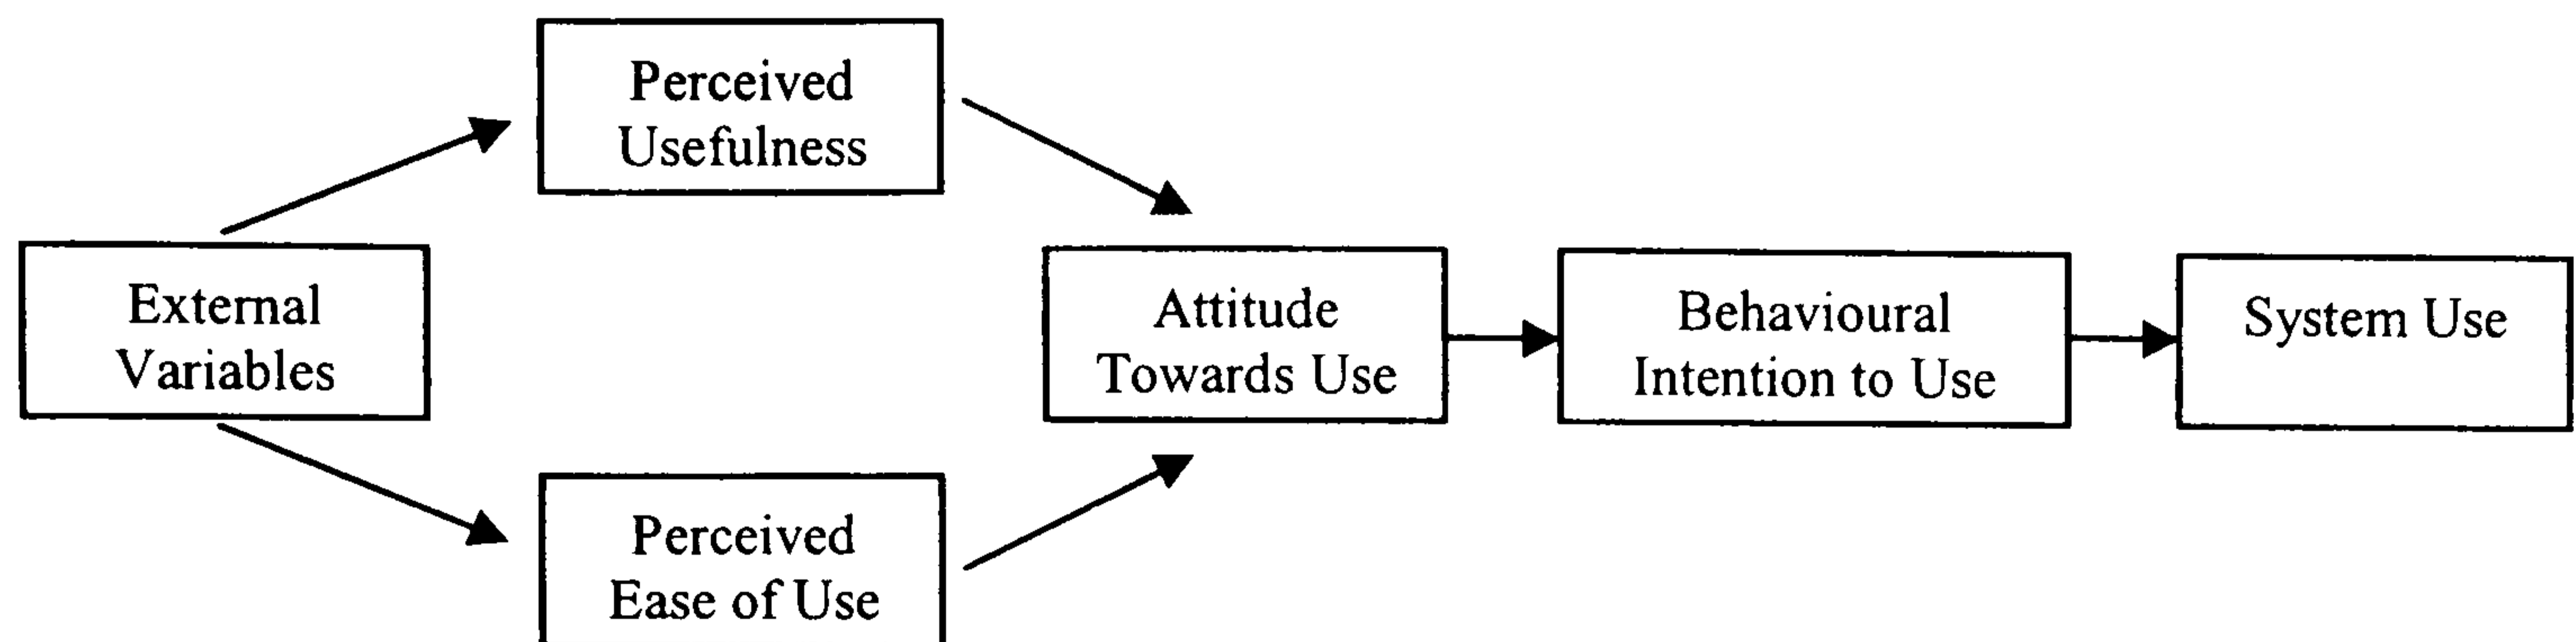 Perceived
Usefulness
External
Variables
Attitude
Towards Use
Behavioural
Intention to Use
System Use
Perceived
Ease of Use